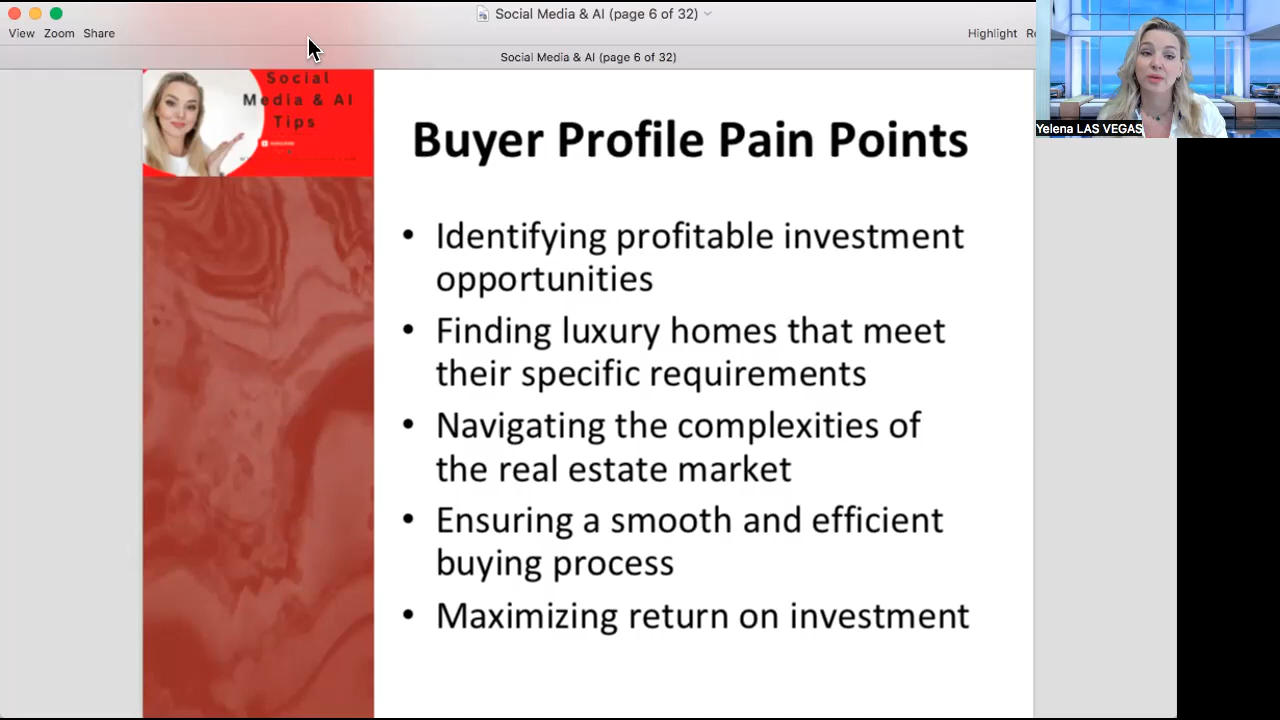 Social Media & AI (page 6 of 32)
View Zoom Share
Highlight
Social Media & AI (page 6 of 32)
Yelena LAS VEGAS
Social
Media & AI
Tips
Buyer Profile Pain Points
• Identifying profitable investment
opportunities
• Finding luxury homes that meet
their specific requirements
• Navigating the complexities of
the real estate market
• Ensuring a smooth and efficient
buying process
• Maximizing return on investment